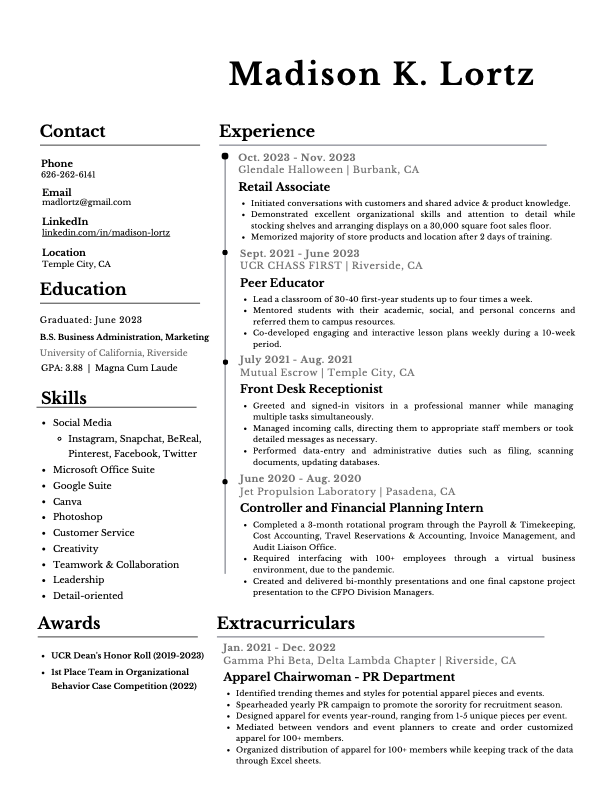 Madison K. Lortz
Contact
Phone
626-262-6141
Email
madlortz@gmail.com
LinkedIn
linkedin.com/in/madison-lortz
Location
Temple City, CA
Education
Graduated: June 2023
B.S. Business Administration, Marketing
University of California, Riverside
GPA: 3.88 | Magna Cum Laude
Skills
• Social Media
○ Instagram, Snapchat, BeReal,
Pinterest, Facebook, Twitter
• Microsoft Office Suite
• Google Suite
• Canva
• Photoshop
• Customer Service
• Creativity
• Teamwork & Collaboration
• Leadership
• Detail-oriented
Awards
• UCR Dean's Honor Roll (2019-2023)
• 1st Place Team in Organizational
Behavior Case Competition (2022)
Experience
Oct. 2023 - Nov. 2023
Glendale Halloween | Burbank, CA
Retail Associate
• Initiated conversations with customers and shared advice & product knowledge.
• Demonstrated excellent organizational skills and attention to detail while
stocking shelves and arranging displays on a 30,000 square foot sales floor.
• Memorized majority of store products and location after 2 days of training.
Sept. 2021 - June 2023
UCR CHASS F1RST | Riverside, CA
Peer Educator
• Lead a classroom of 30-40 first-year students up to four times a week.
• Mentored students with their academic, social, and personal concerns and
referred them to campus resources.
• Co-developed engaging and interactive lesson plans weekly during a 10-week
period.
July 2021 - Aug. 2021
Mutual Escrow | Temple City, CA
Front Desk Receptionist
• Greeted and signed-in visitors in a professional manner while managing
multiple tasks simultaneously.
• Managed incoming calls, directing them to appropriate staff members or took
detailed messages as necessary.
• Performed data-entry and administrative duties such as filing, scanning
documents, updating databases.
June 2020 - Aug. 2020
Jet Propulsion Laboratory | Pasadena, CA
Controller and Financial Planning Intern
• Completed a 3-month rotational program through the Payroll & Timekeeping,
Cost Accounting, Travel Reservations & Accounting, Invoice Management, and
Audit Liaison Office.
• Required interfacing with 100+ employees through a virtual business
environment, due to the pandemic.
• Created and delivered bi-monthly presentations and one final capstone project
presentation to the CFPO Division Managers.
Extracurriculars
Jan. 2021 - Dec. 2022
Gamma Phi Beta, Delta Lambda Chapter | Riverside, CA
Apparel Chairwoman - PR Department
• Identified trending themes and styles for potential apparel pieces and events.
• Spearheaded yearly PR campaign to promote the sorority for recruitment season.
• Designed apparel for events year-round, ranging from 1-5 unique pieces per event.
• Mediated between vendors and event planners to create and order customized
apparel for 100+ members.
• Organized distribution of apparel for 100+ members while keeping track of the data
through Excel sheets.